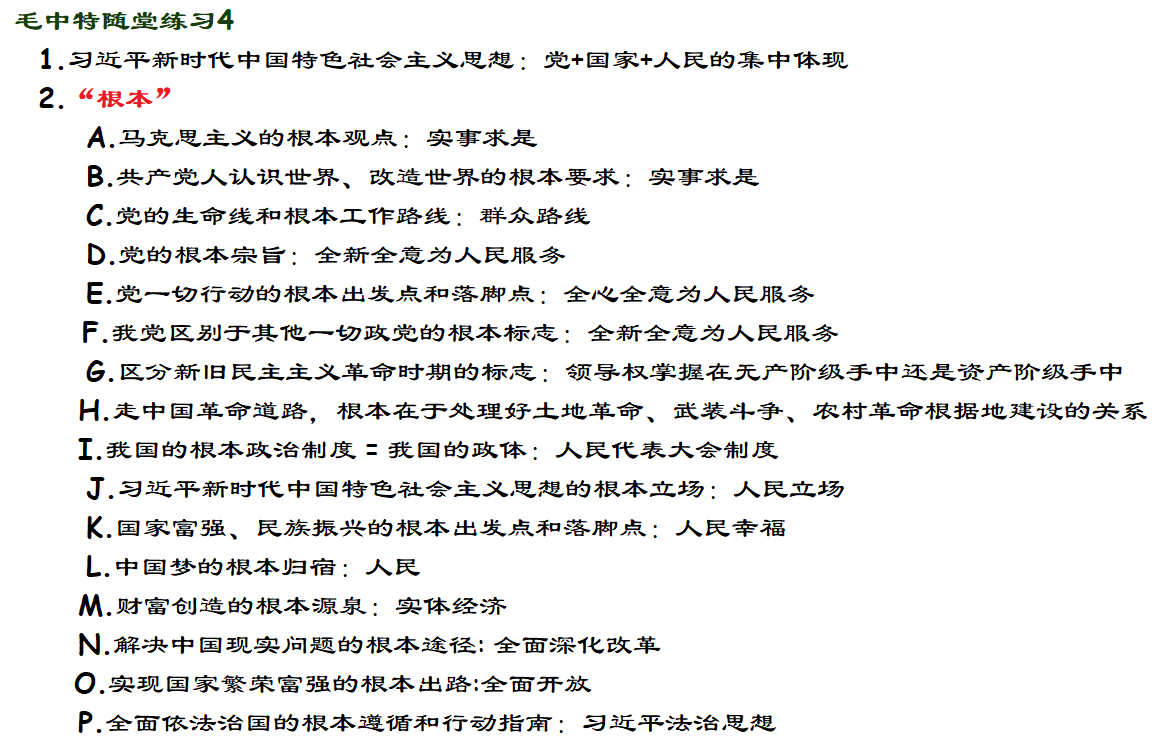 毛中特随堂练习4
1.习近平新时代中国特色社会主义思想：党+国家+人民的集中体现
2.“根本”
A.马克思主义的根本观点：实事求是
B.共产党人认识世界、改造世界的根本要求：实事求是
C.党的生命线和根本工作路线：群众路线
D.党的根本宗旨：全新全意为人民服务
E.党一切行动的根本出发点和落脚点：全心全意为人民服务
F.我党区别于其他一切政党的根本标志：全新全意为人民服务
G.区分新旧民主主义革命时期的标志：领导权掌握在无产阶级手中还是资产阶级手中
H.走中国革命道路，根本在于处理好土地革命、武装斗争、农村革命根据地建设的关系
I.我国的根本政治制度 = 我国的政体：人民代表大会制度
J.习近平新时代中国特色社会主义思想的根本立场：人民立场
K.国家富强、民族振兴的根本出发点和落脚点：人民幸福
L.中国梦的根本归宿：人民
M.财富创造的根本源泉：实体经济
N.解决中国现实问题的根本途径: 全面深化改革
O.实现国家繁荣富强的根本出路:全面开放
P.全面依法治国的根本遵循和行动指南：习近平法治思想